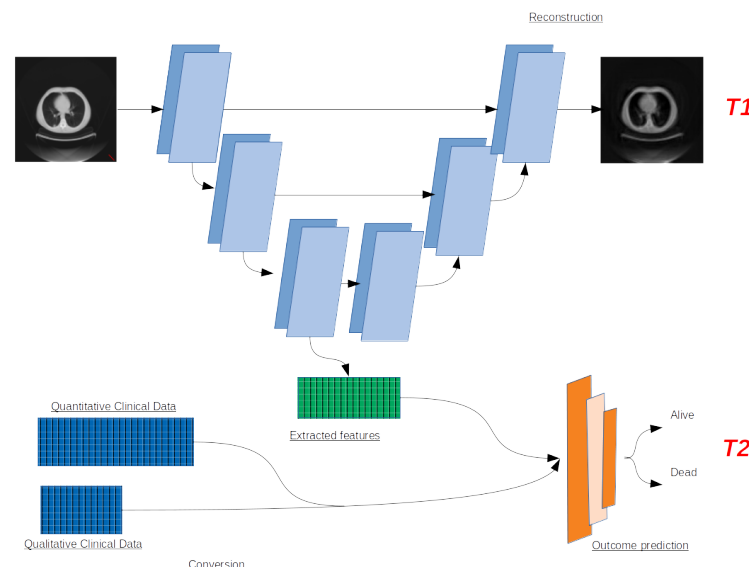 Reconstruction
T1
Quantitative Clinical Data
Extracted features
Alive
T2
Dead
Qualitative Clinical Data
Outcome prediction
Conversion